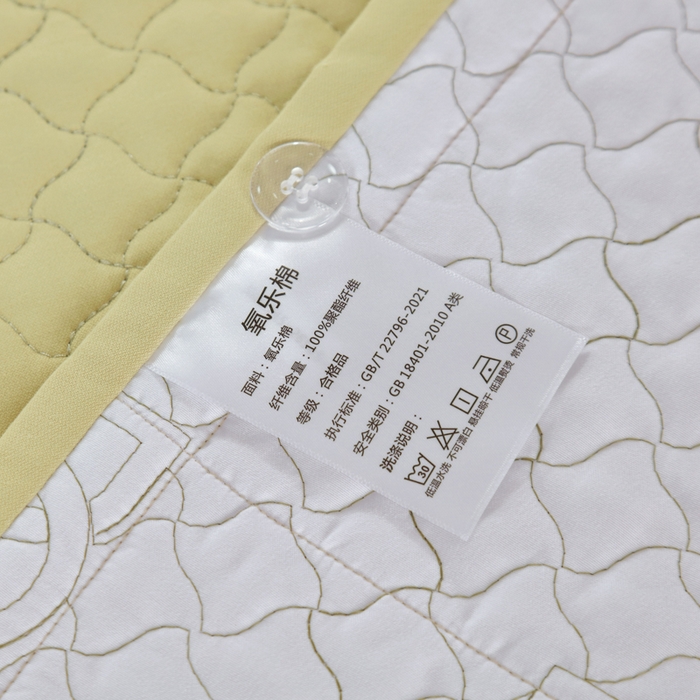 氧乐棉
面料：氧乐棉
纤维含量：100%聚酯纤维
等级：合格品
执行标准：GB/T 22796-2021
安全类别：GB 18401-2010 A类
洗涤说明：
30 P
低温水洗 不可漂白 悬挂晾干 低温熨烫 常规干洗